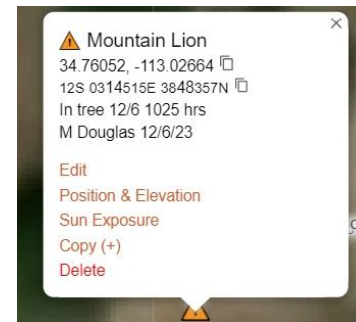 Mountain Lion
34.76052, -113.02664
12S 0314515E 3848357N
In tree 12/6 1025 hrs
M Douglas 12/6/23
Edit
Position & Elevation
Sun Exposure
Copy (+)
Delete